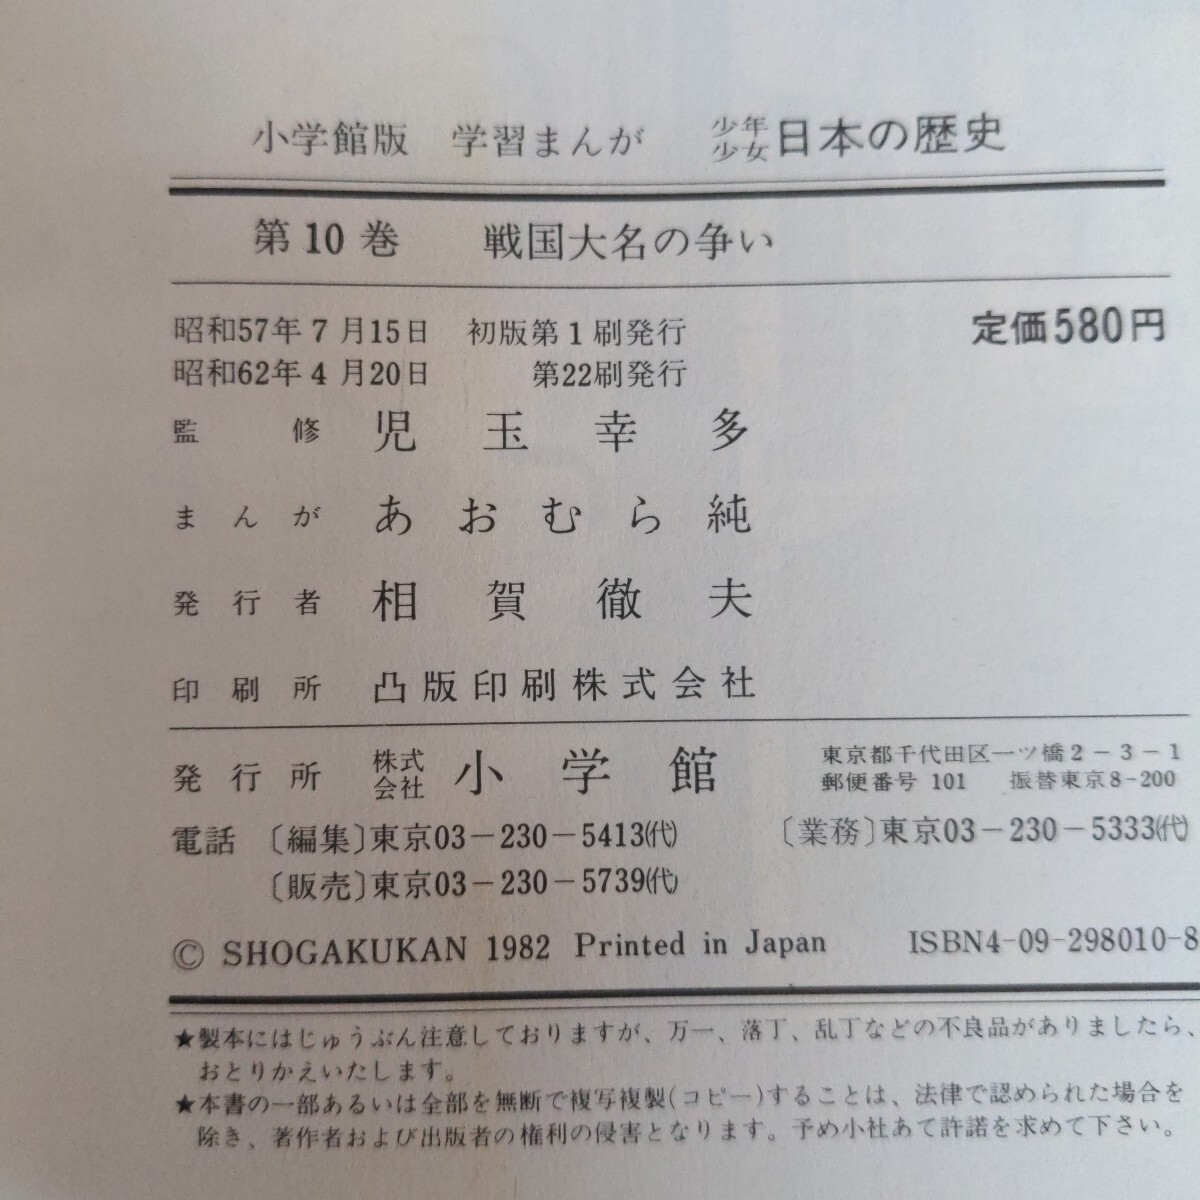 小学館版 学習まんが 少年少女日本の歴史
第10巻 戦国大名の争い
昭和57年7月15日 初版第1刷発行 定価580円
昭和62年4月20日 第22刷発行
監修 児玉幸多
まんが あおむら純
発行者 相賀徹夫
印刷所 凸版印刷株式会社
発行所 株式会社 小学館 東京都千代田区一ツ橋2-3-1
郵便番号 101 振替東京8-200
電話〔編集〕東京03-230-5413(代) 〔業務〕東京03-230-5333(代)
〔販売〕東京03-230-5739(代)
© SHOGAKUKAN 1982 Printed in Japan ISBN4-09-298010-8
★製本にはじゅうぶん注意しておりますが、万一、落丁、乱丁などの不良品がありましたら、
おとりかえいたします。
★本書の一部あるいは全部を無断で複写複製(コピー)することは、法律で認められた場合を
除き、著作者および出版者の権利の侵害となります。予め小社あて許諾を求めて下さい。